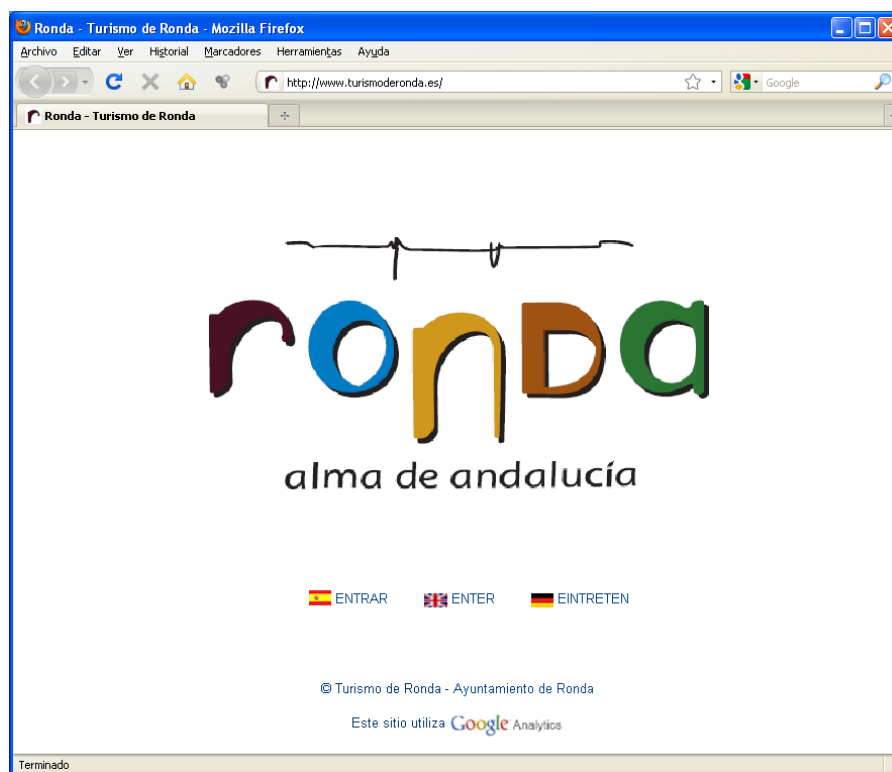 Ronda - Turismo de Ronda - Mozilla Firefox
Archivo Editar Ver Historial Marcadores Herramientas Ayuda
http://www.turismoderonda.es/ Google
Ronda - Turismo de Ronda
ronda
alma de andalucía
ENTRAR ENTER EINTRETEN
© Turismo de Ronda - Ayuntamiento de Ronda
Este sitio utiliza Google Analytics
Terminado